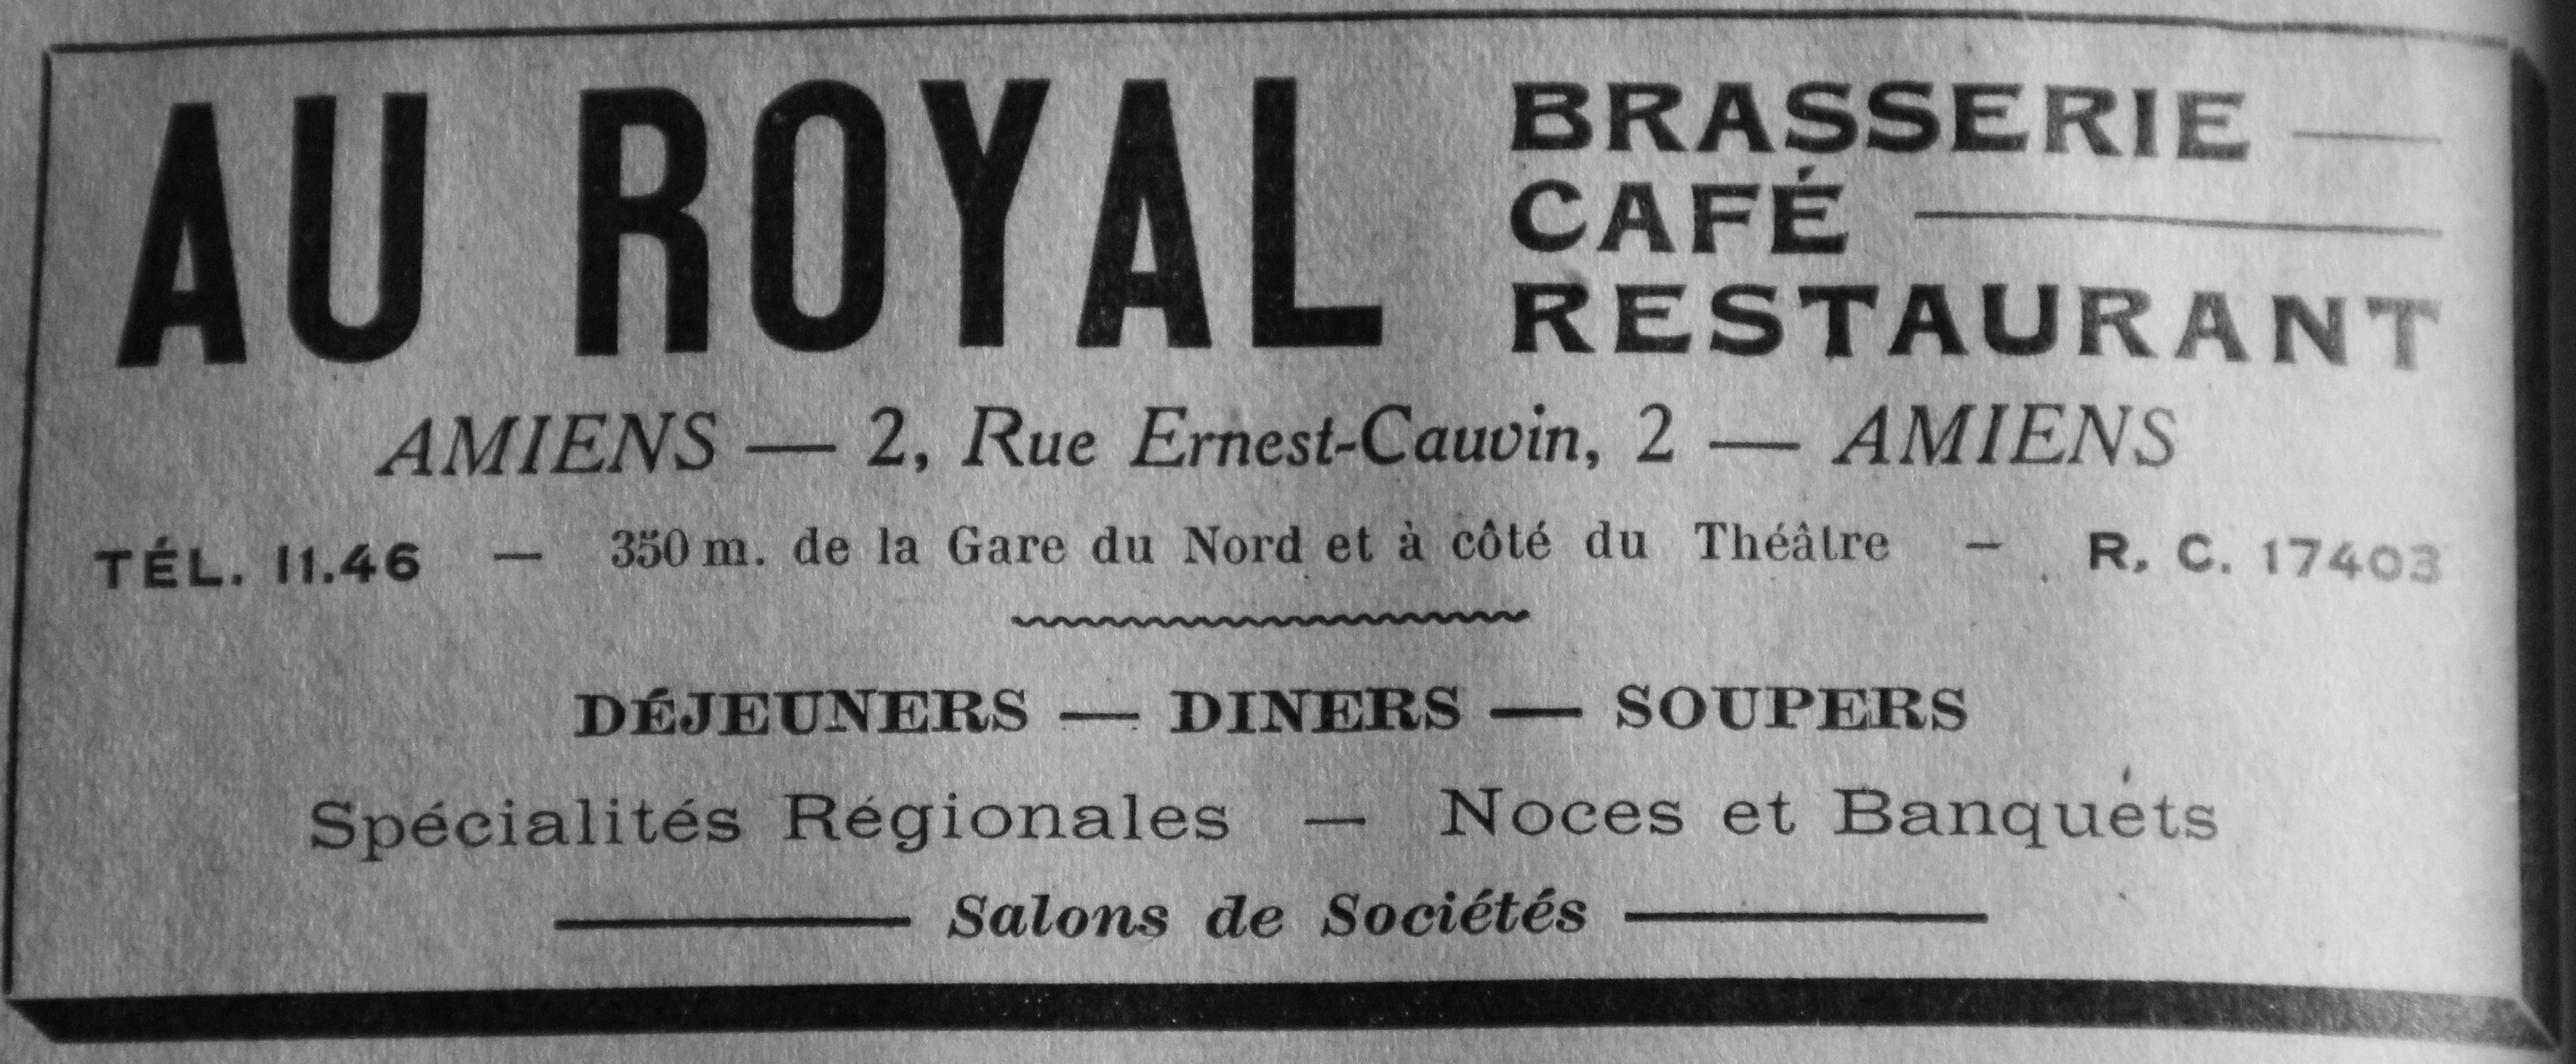 AU ROYAL
BRASSERIE —
CAFÉ —
RESTAURANT
AMIENS — 2, Rue Ernest-Cauvin, 2 — AMIENS
TÉL. 11.46 — 350 m. de la Gare du Nord et à côté du Théâtre — R. C. 17403
DÉJEUNERS — DINERS — SOUPERS
Spécialités Régionales — Noces et Banquets
— Salons de Sociétés —